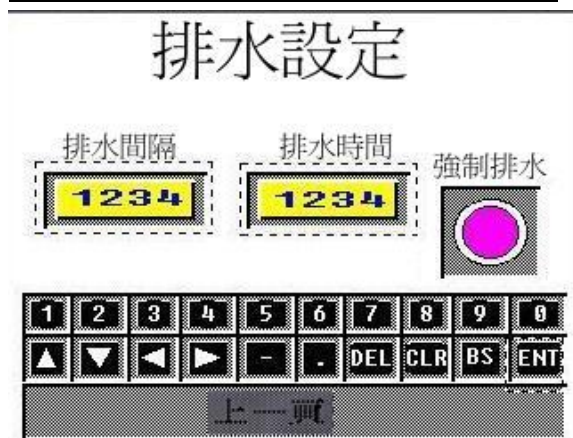 排水設定
排水間隔 排水時間 強制排水
1234 1234
1 2 3 4 5 6 7 8 9 0
▲ ▼ ◀ ▶ - . DEL CLR BS ENT
上一頁